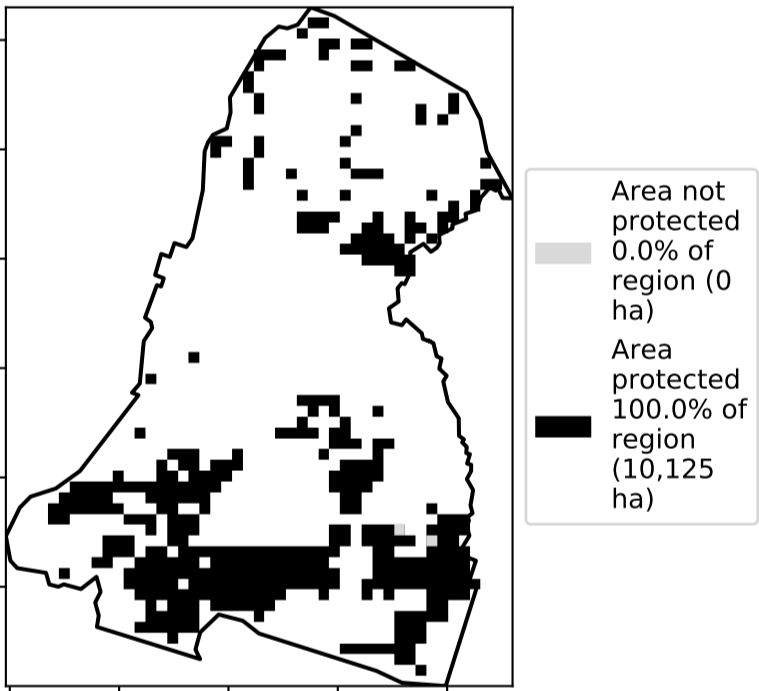 Area not
protected
0.0% of
region (0
ha)
Area
protected
100.0% of
region
(10,125
ha)